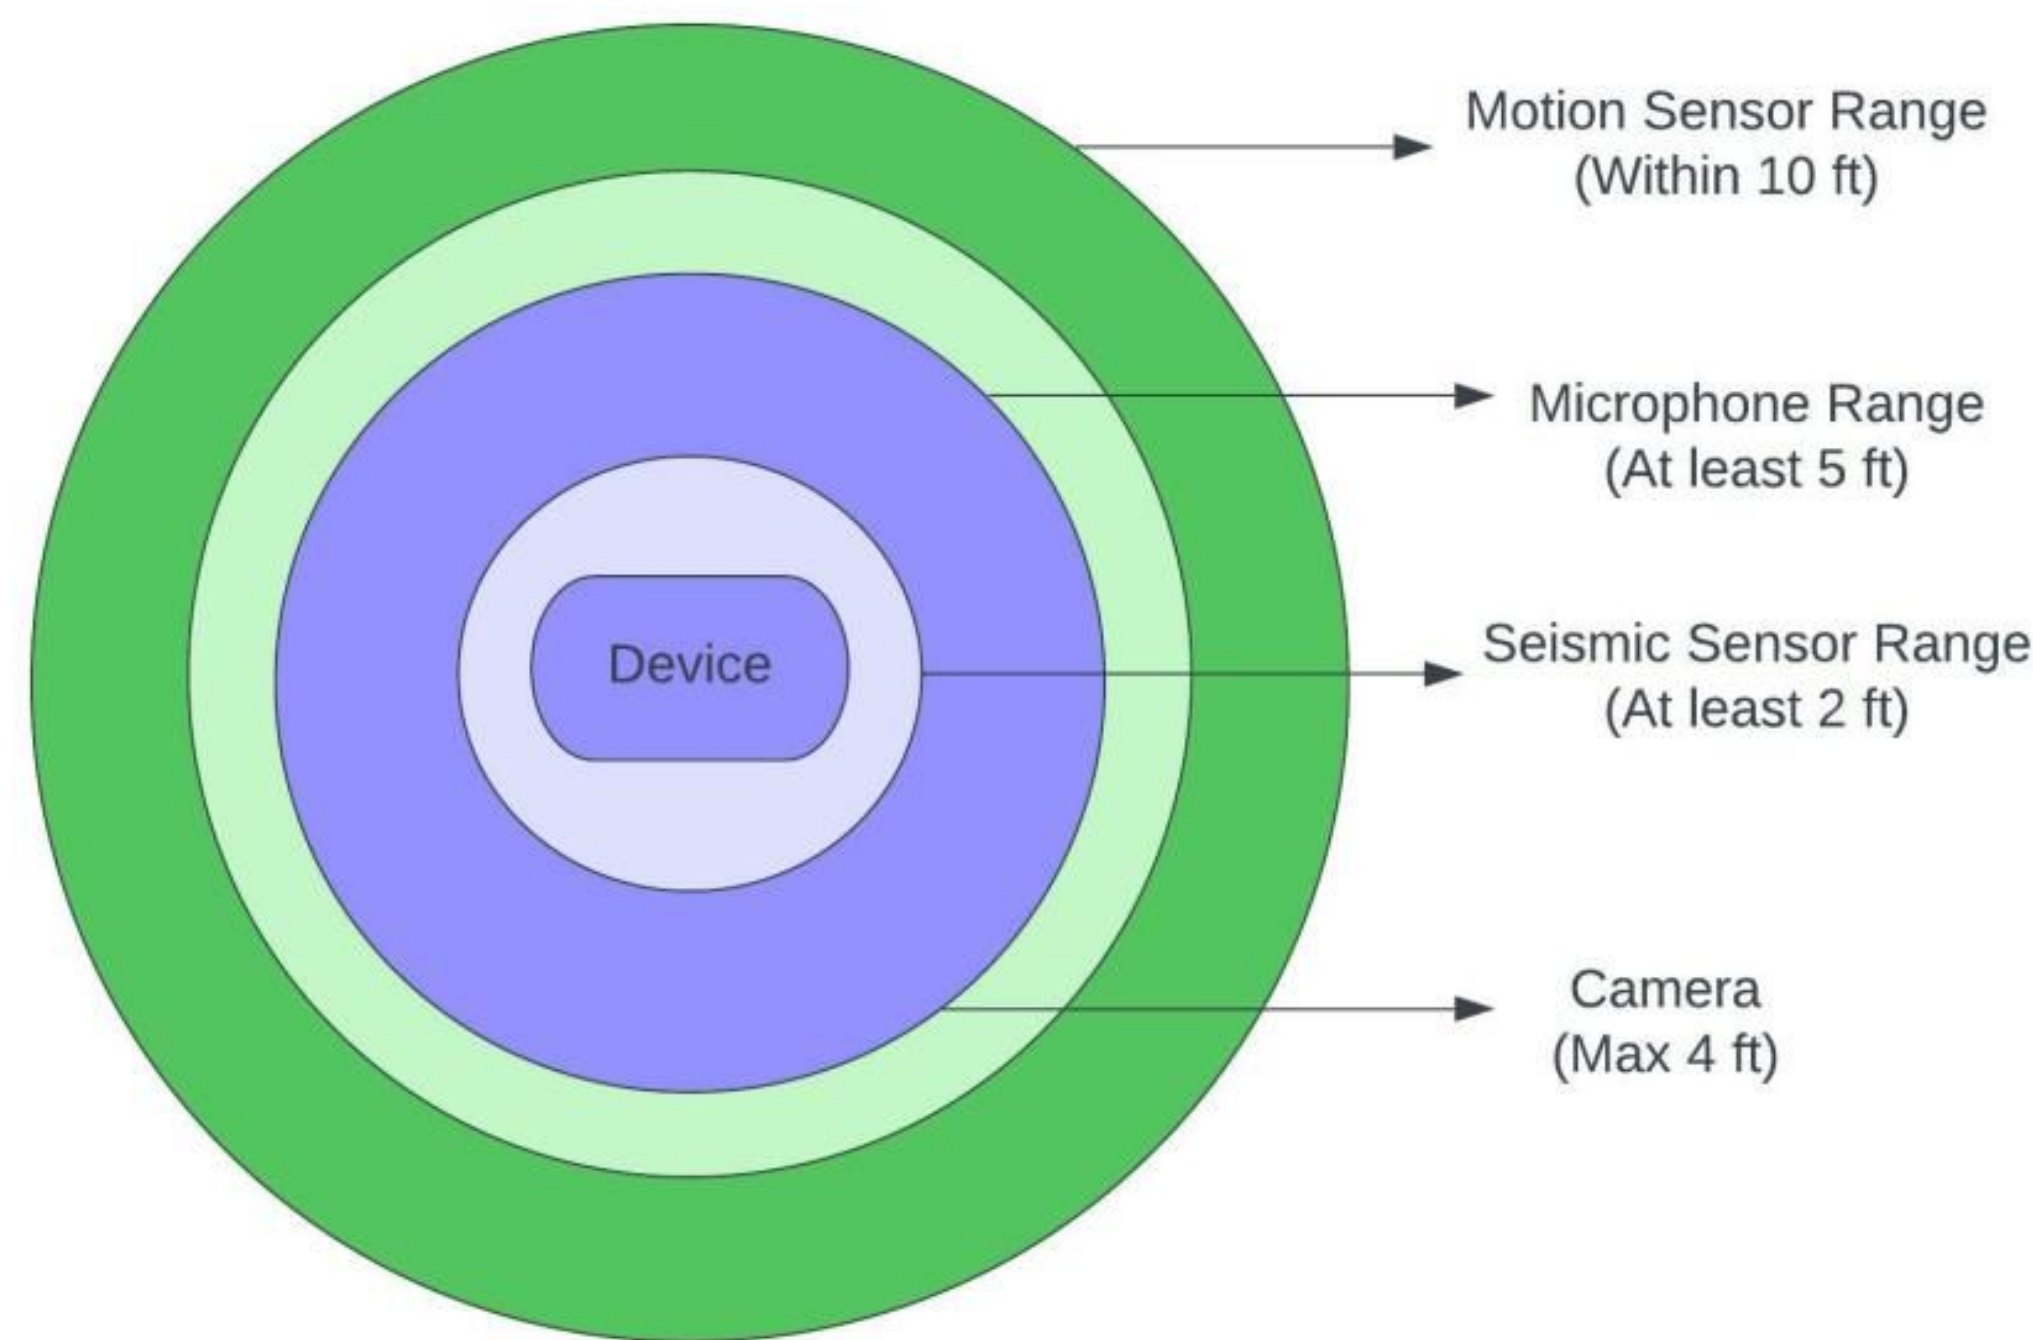 Motion Sensor Range
(Within 10 ft)
Microphone Range
(At least 5 ft)
Device
Seismic Sensor Range
(At least 2 ft)
Camera
(Max 4 ft)